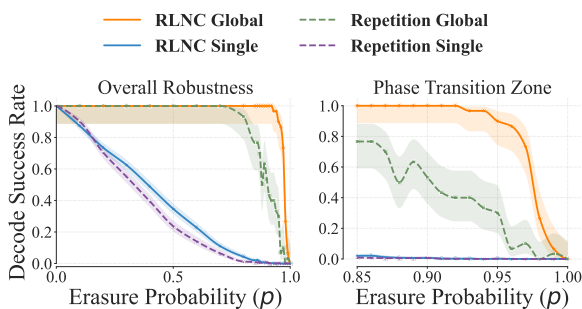 RLNC Global
Repetition Global
RLNC Single
Repetition Single
Overall Robustness
Phase Transition Zone
Decode Success Rate
1.0
0.8
0.6
0.4
0.2
0.0
0.0
0.5
1.0
Erasure Probability (p)
1.0
0.8
0.6
0.4
0.2
0.0
0.85
0.90
0.95
1.00
Erasure Probability (p)